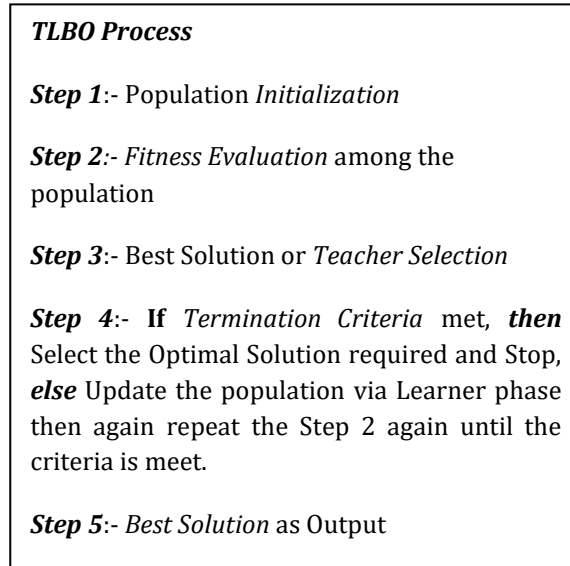 TLBO Process
Step 1:- Population Initialization
Step 2:- Fitness Evaluation among the
population
Step 3:- Best Solution or Teacher Selection
Step 4:- If Termination Criteria met, then
Select the Optimal Solution required and Stop,
else Update the population via Learner phase
then again repeat the Step 2 again until the
criteria is meet.
Step 5:- Best Solution as Output